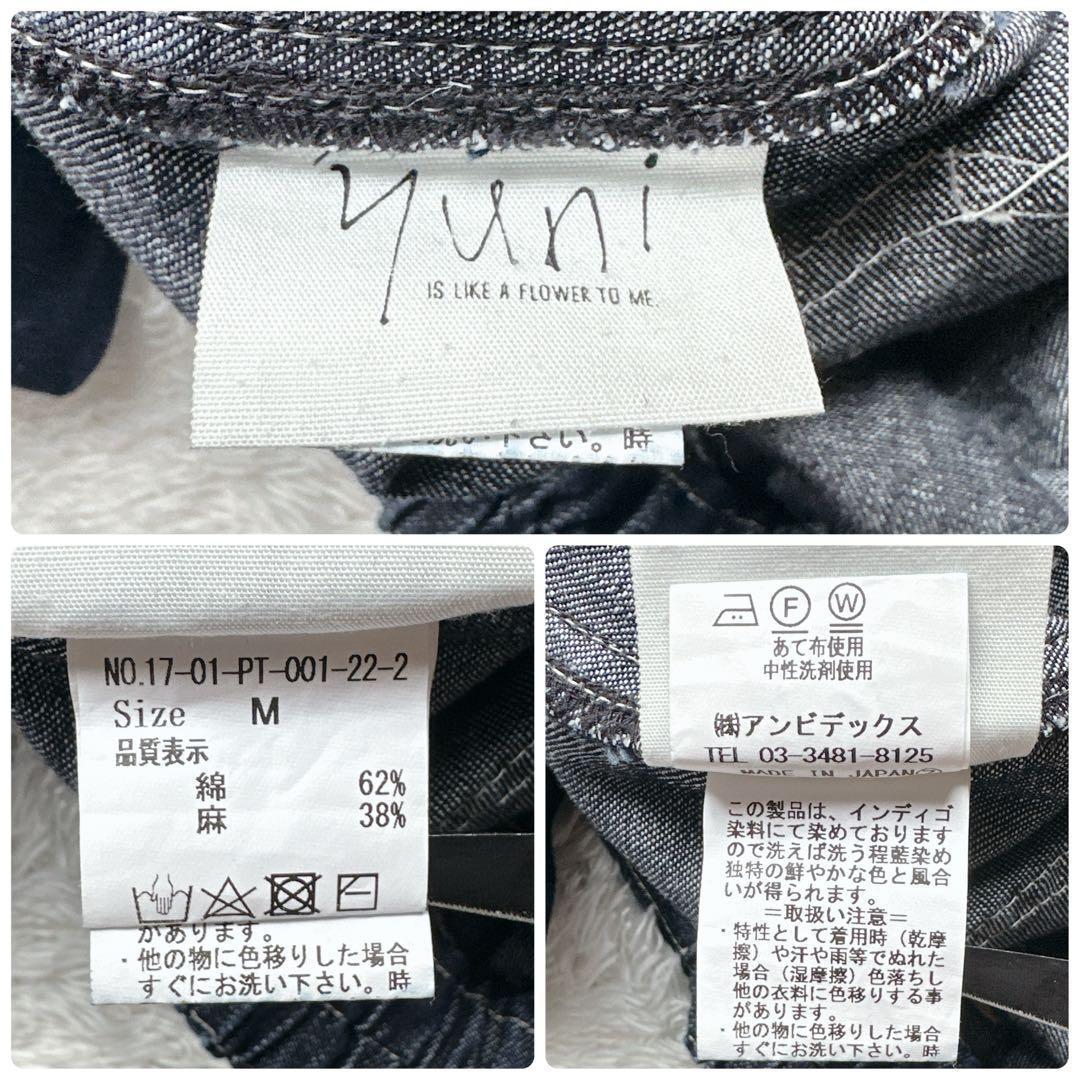 yuni
IS LIKE A FLOWER TO ME.
下さい。時
NO.17-01-PT-001-22-2
Size M
品質表示
綿 62%
麻 38%
があります。
・他の物に色移りした場合
すぐにお洗い下さい。時
F W
あて布使用
中性洗剤使用
㈱アンビデックス
TEL 03-3481-8125
MADE IN JAPAN②
この製品は、インディゴ
染料にて染めております
ので洗えば洗う程藍染め
独特の鮮やかな色と風合
いが得られます。
＝取扱い注意＝
・特性として着用時（乾摩
擦）や汗や雨等でぬれた
場合（湿摩擦）色落ちし
他の衣料に色移りする事
があります。
・他の物に色移りした場合
すぐにお洗い下さい。時